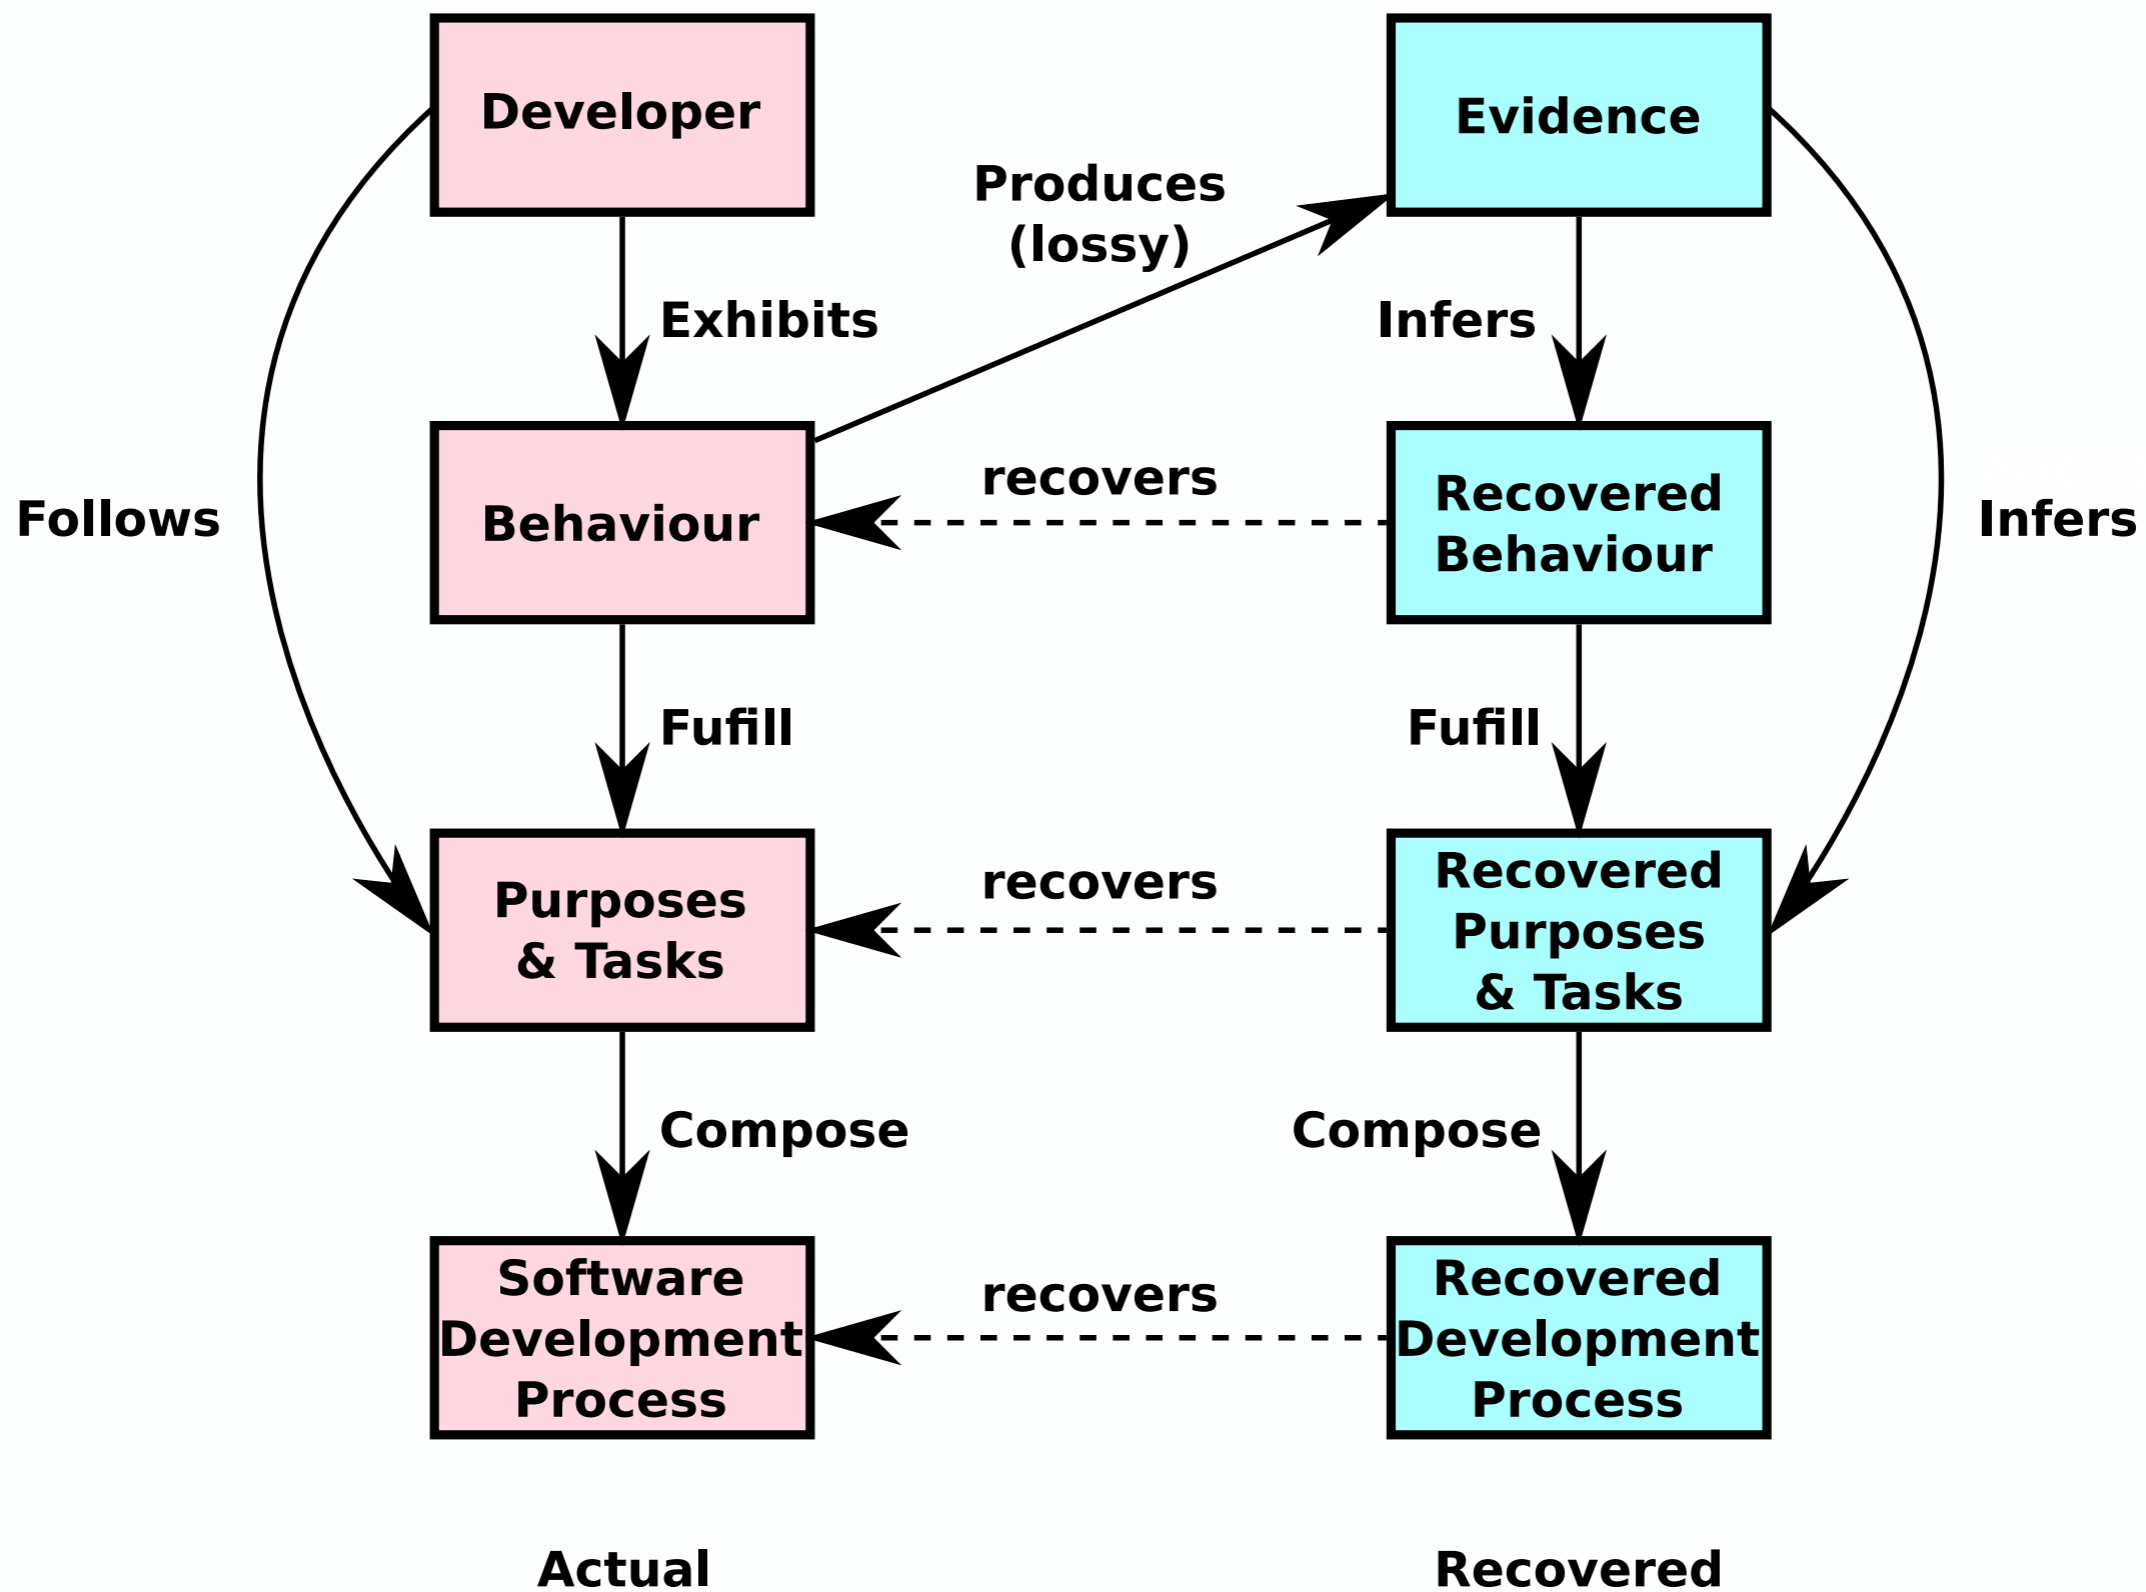 Developer
Evidence
Produces
(lossy)
Exhibits
Infers
Follows
Behaviour
recovers
Recovered
Behaviour
Infers
Fufill
Fufill
Purposes
& Tasks
recovers
Recovered
Purposes
& Tasks
Compose
Compose
Software
Development
Process
recovers
Recovered
Development
Process
Actual
Recovered